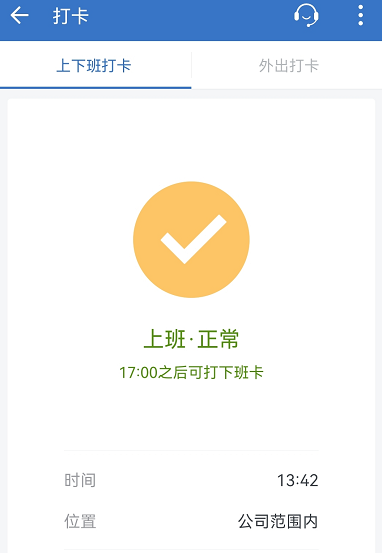 打卡
上下班打卡
外出打卡
上班·正常
17:00之后可打下班卡
时间 13:42
位置 公司范围内